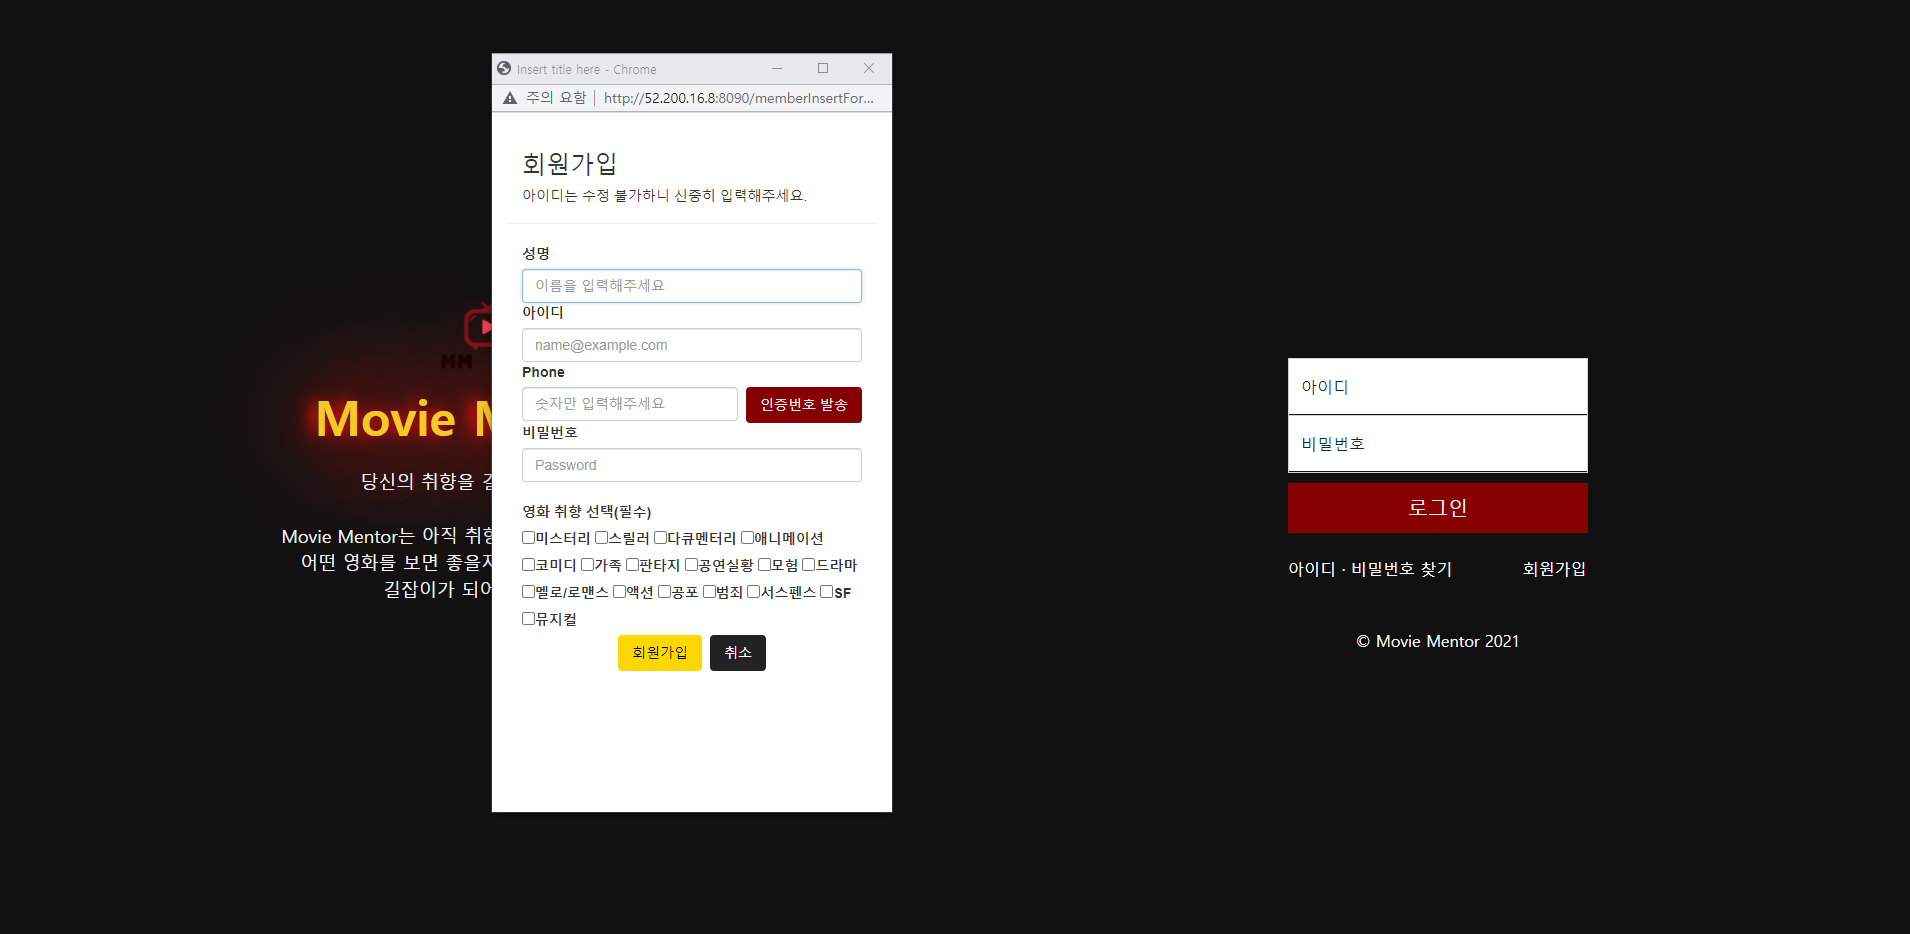 Insert title here - Chrome
주의 요함 | http://52.200.16.8:8090/memberInsertFor...
회원가입
아이디는 수정 불가하니 신중히 입력해주세요.
성명
이름을 입력해주세요
아이디
name@example.com
Phone
숫자만 입력해주세요
인증번호 발송
비밀번호
Password
영화 취향 선택(필수)
미스터리 스릴러 다큐멘터리 애니메이션
코미디 가족 판타지 공연실황 모험 드라마
멜로/로맨스 액션 공포 범죄 서스펜스 SF
뮤지컬
회원가입 취소
MM
Movie
당신의 취향을
Movie Mentor는 아직 취향
어떤 영화를 보면 좋을지
길잡이가 되어
아이디
비밀번호
로그인
아이디 · 비밀번호 찾기 회원가입
© Movie Mentor 2021